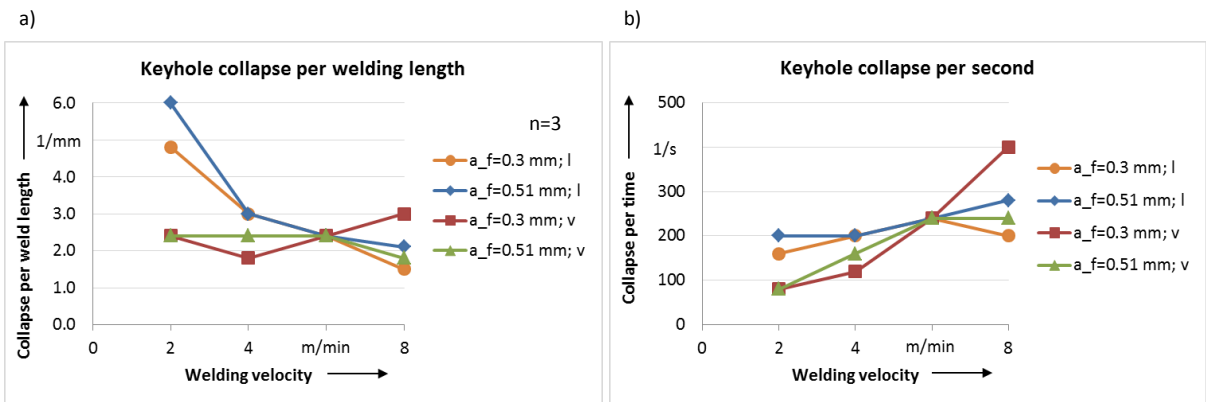 a)
Keyhole collapse per welding length
Collapse per weld length
6.0
1/mm
4.0
3.0
2.0
1.0
0.0
0
2
4
m/min
8
Welding velocity
n=3
a_f=0.3 mm; l
a_f=0.51 mm; l
a_f=0.3 mm; v
a_f=0.51 mm; v
b)
Keyhole collapse per second
Collapse per time
500
1/s
300
200
100
0
0
2
4
m/min
8
Welding velocity
a_f=0.3 mm; l
a_f=0.51 mm; l
a_f=0.3 mm; v
a_f=0.51 mm; v